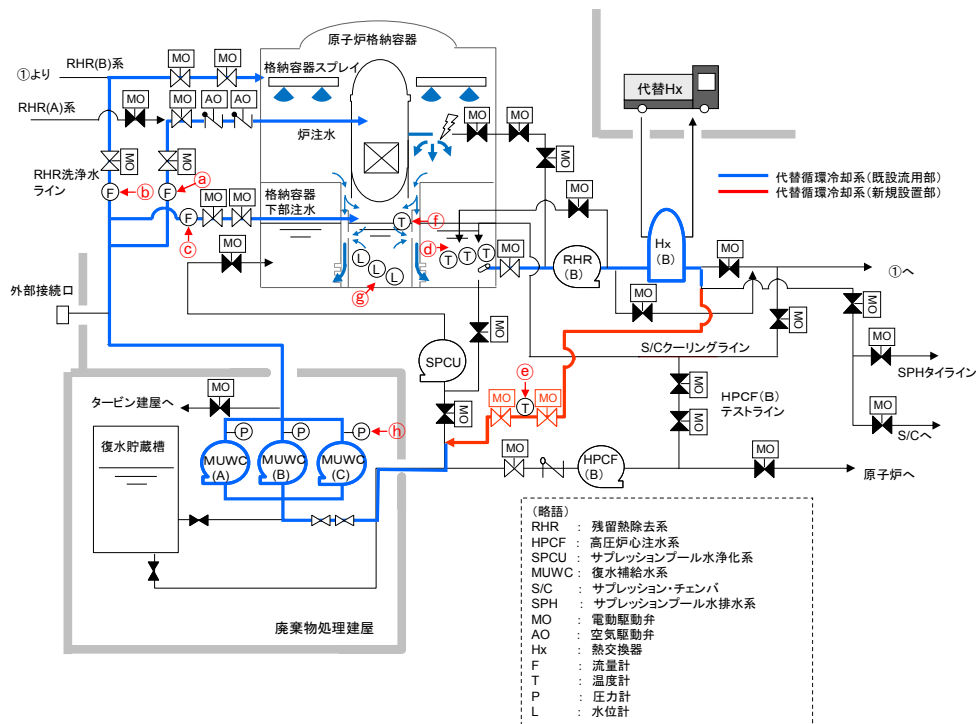 原子炉格納容器
①より
RHR(B)系
MO
MO
格納容器スプレイ
RHR(A)系
MO
MO
AO
AO
炉注水
MO
MO
代替Hx
MO
MO
MO
RHR洗浄水
ライン
F
ⓑ
F
ⓐ
代替循環冷却系(既設流用部)
代替循環冷却系(新規設置部)
格納容器
下部注水
F
MO
MO
ⓒ
T
ⓕ
MO
ⓓ
T
T
T
MO
RHR
(B)
Hx
(B)
MO
①へ
MO
L
L
L
ⓖ
MO
MO
外部接続口
MO
SPCU
S/Cクーリングライン
MO
MO
SPHタイライン
ⓔ
MO
T
MO
MO
HPCF(B)
テストライン
MO
MO
MO
S/Cへ
MO
タービン建屋へ
P
P
P
ⓗ
復水貯蔵槽
MUWC
(A)
MUWC
(B)
MUWC
(C)
MO
HPCF
(B)
MO
原子炉へ
廃棄物処理建屋
(略語)
RHR : 残留熱除去系
HPCF : 高圧炉心注水系
SPCU : サプレッションプール水浄化系
MUWC : 復水補給水系
S/C : サプレッション・チェンバ
SPH : サプレッションプール水排水系
MO : 電動駆動弁
AO : 空気駆動弁
Hx : 熱交換器
F : 流量計
T : 温度計
P : 圧力計
L : 水位計